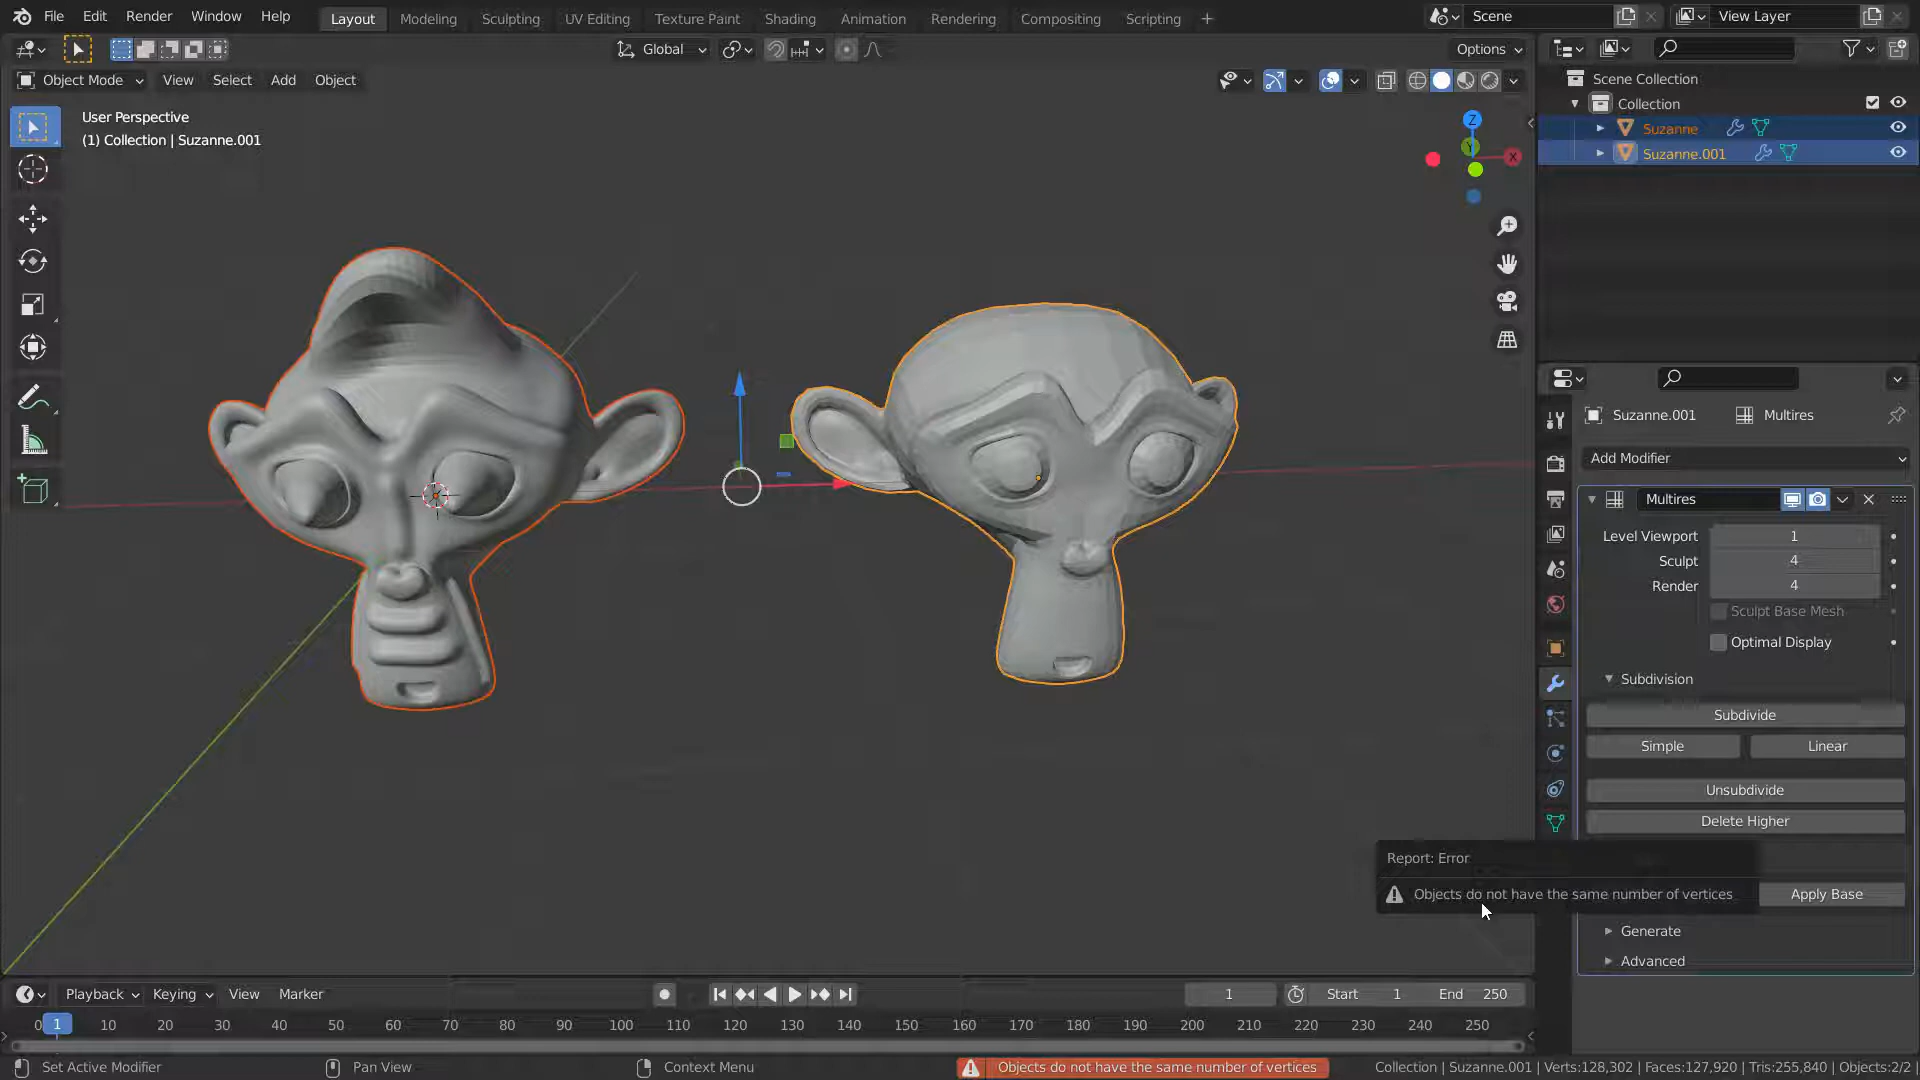 File Edit Render Window Help Layout Modeling Sculpting UV Editing Texture Paint Shading Animation Rendering Compositing Scripting + Scene View Layer
Global Options
Object Mode View Select Add Object
User Perspective
(1) Collection | Suzanne.001
Z
Y
X
Scene Collection
Collection
Suzanne
Suzanne.001
Suzanne.001 Multires
Add Modifier
Multires
Level Viewport 1
Sculpt 4
Render 4
Sculpt Base Mesh
Optimal Display
Subdivision
Subdivide
Simple Linear
Unsubdivide
Delete Higher
Report: Error
Objects do not have the same number of vertices
Apply Base
Generate
Advanced
Playback Keying View Marker 1 Start 1 End 250
0 1 10 20 30 40 50 60 70 80 90 100 110 120 130 140 150 160 170 180 190 200 210 220 230 240 250
Set Active Modifier Pan View Context Menu Objects do not have the same number of vertices Collection | Suzanne.001 | Verts:128,302 | Faces:127,920 | Tris:255,840 | Objects:2/2